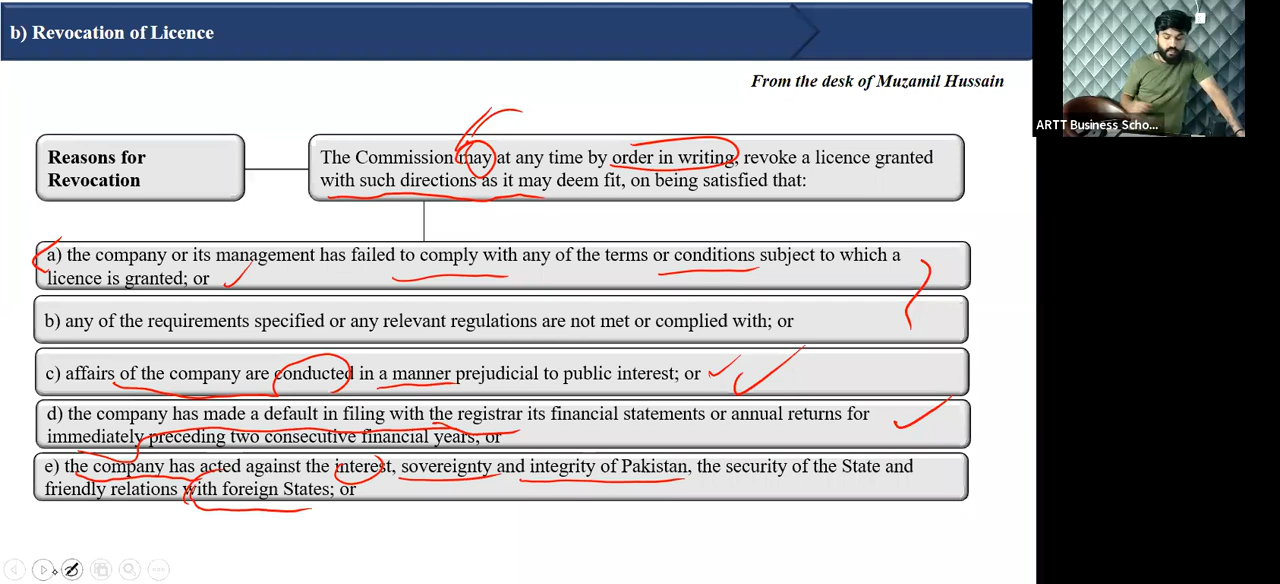 b) Revocation of Licence
From the desk of Muzamil Hussain
ARTT Business Scho...
Reasons for
Revocation
The Commission may at any time by order in writing, revoke a licence granted
with such directions as it may deem fit, on being satisfied that:
a) the company or its management has failed to comply with any of the terms or conditions subject to which a
licence is granted; or
b) any of the requirements specified or any relevant regulations are not met or complied with; or
c) affairs of the company are conducted in a manner prejudicial to public interest; or
d) the company has made a default in filing with the registrar its financial statements or annual returns for
immediately preceding two consecutive financial years; or
e) the company has acted against the interest, sovereignty and integrity of Pakistan, the security of the State and
friendly relations with foreign States; or